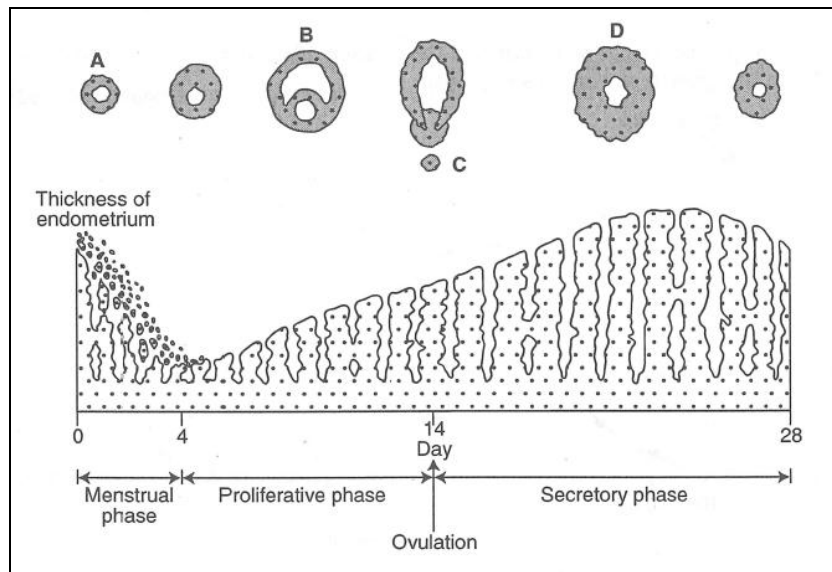 A
B
C
D
Thickness of
endometrium
0
4
14
28
Day
Menstrual
phase
Proliferative phase
Secretory phase
Ovulation